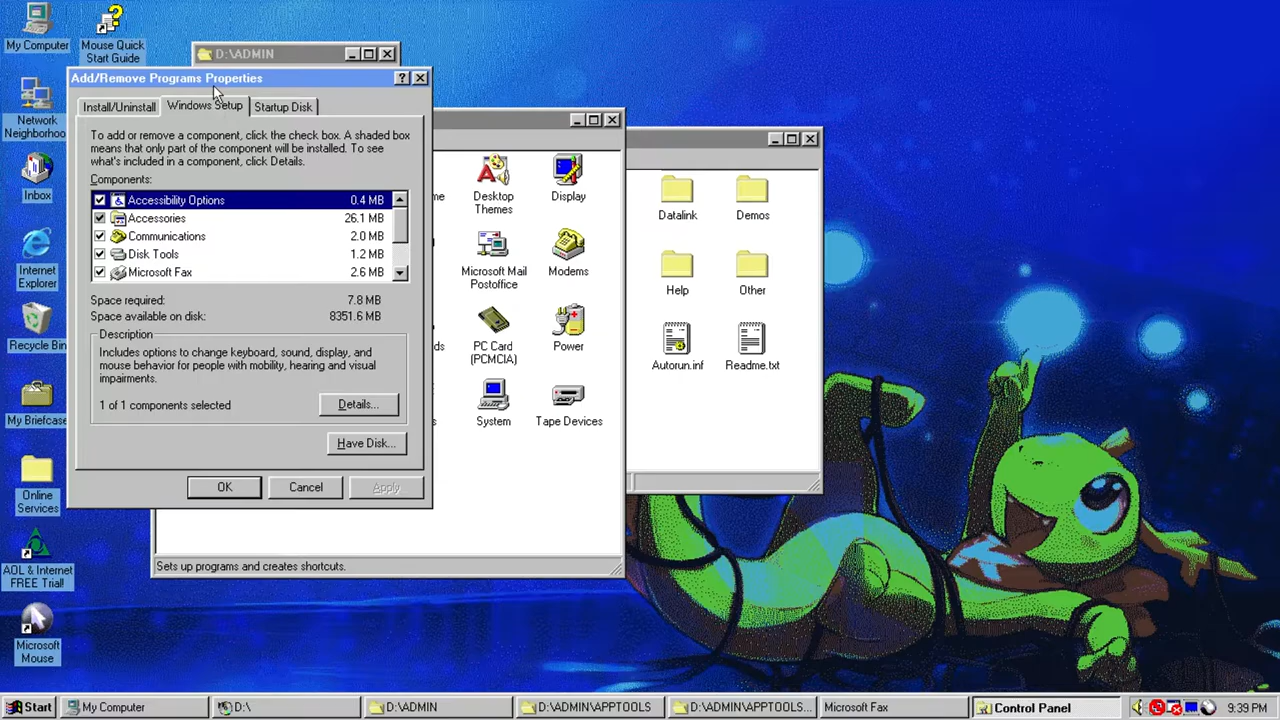 My Computer
Mouse Quick
Start Guide
Network
Neighborhoo
Inbox
Internet
Explorer
Recycle Bin
My Briefcase
Online
Services
AOL & Internet
FREE Trial!
Microsoft
Mouse
D:\ADMIN
Add/Remove Programs Properties
Install/Uninstall
Windows Setup
Startup Disk
To add or remove a component, click the check box. A shaded box
means that only part of the component will be installed. To see
what's included in a component, click Details.
Components:
Accessibility Options 0.4 MB
Accessories 26.1 MB
Communications 2.0 MB
Disk Tools 1.2 MB
Microsoft Fax 2.6 MB
Space required: 7.8 MB
Space available on disk: 8351.6 MB
Description
Includes options to change keyboard, sound, display, and
mouse behavior for people with mobility, hearing and visual
impairments.
1 of 1 components selected
Details...
Have Disk...
OK
Cancel
Apply
me
Desktop
Themes
Display
Microsoft Mail
Postoffice
Modems
ds
PC Card
(PCMCIA)
Power
s
System
Tape Devices
Sets up programs and creates shortcuts.
Datalink
Demos
Help
Other
Autorun.inf
Readme.txt
Start
My Computer
D:\
D:\ADMIN
D:\ADMIN\APPTOOLS
D:\ADMIN\APPTOOLS...
Microsoft Fax
Control Panel
9:39 PM